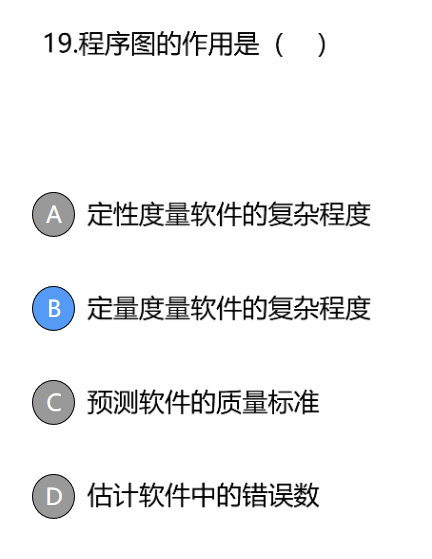 19.程序图的作用是（　）
A 定性度量软件的复杂程度
B 定量度量软件的复杂程度
C 预测软件的质量标准
D 估计软件中的错误数